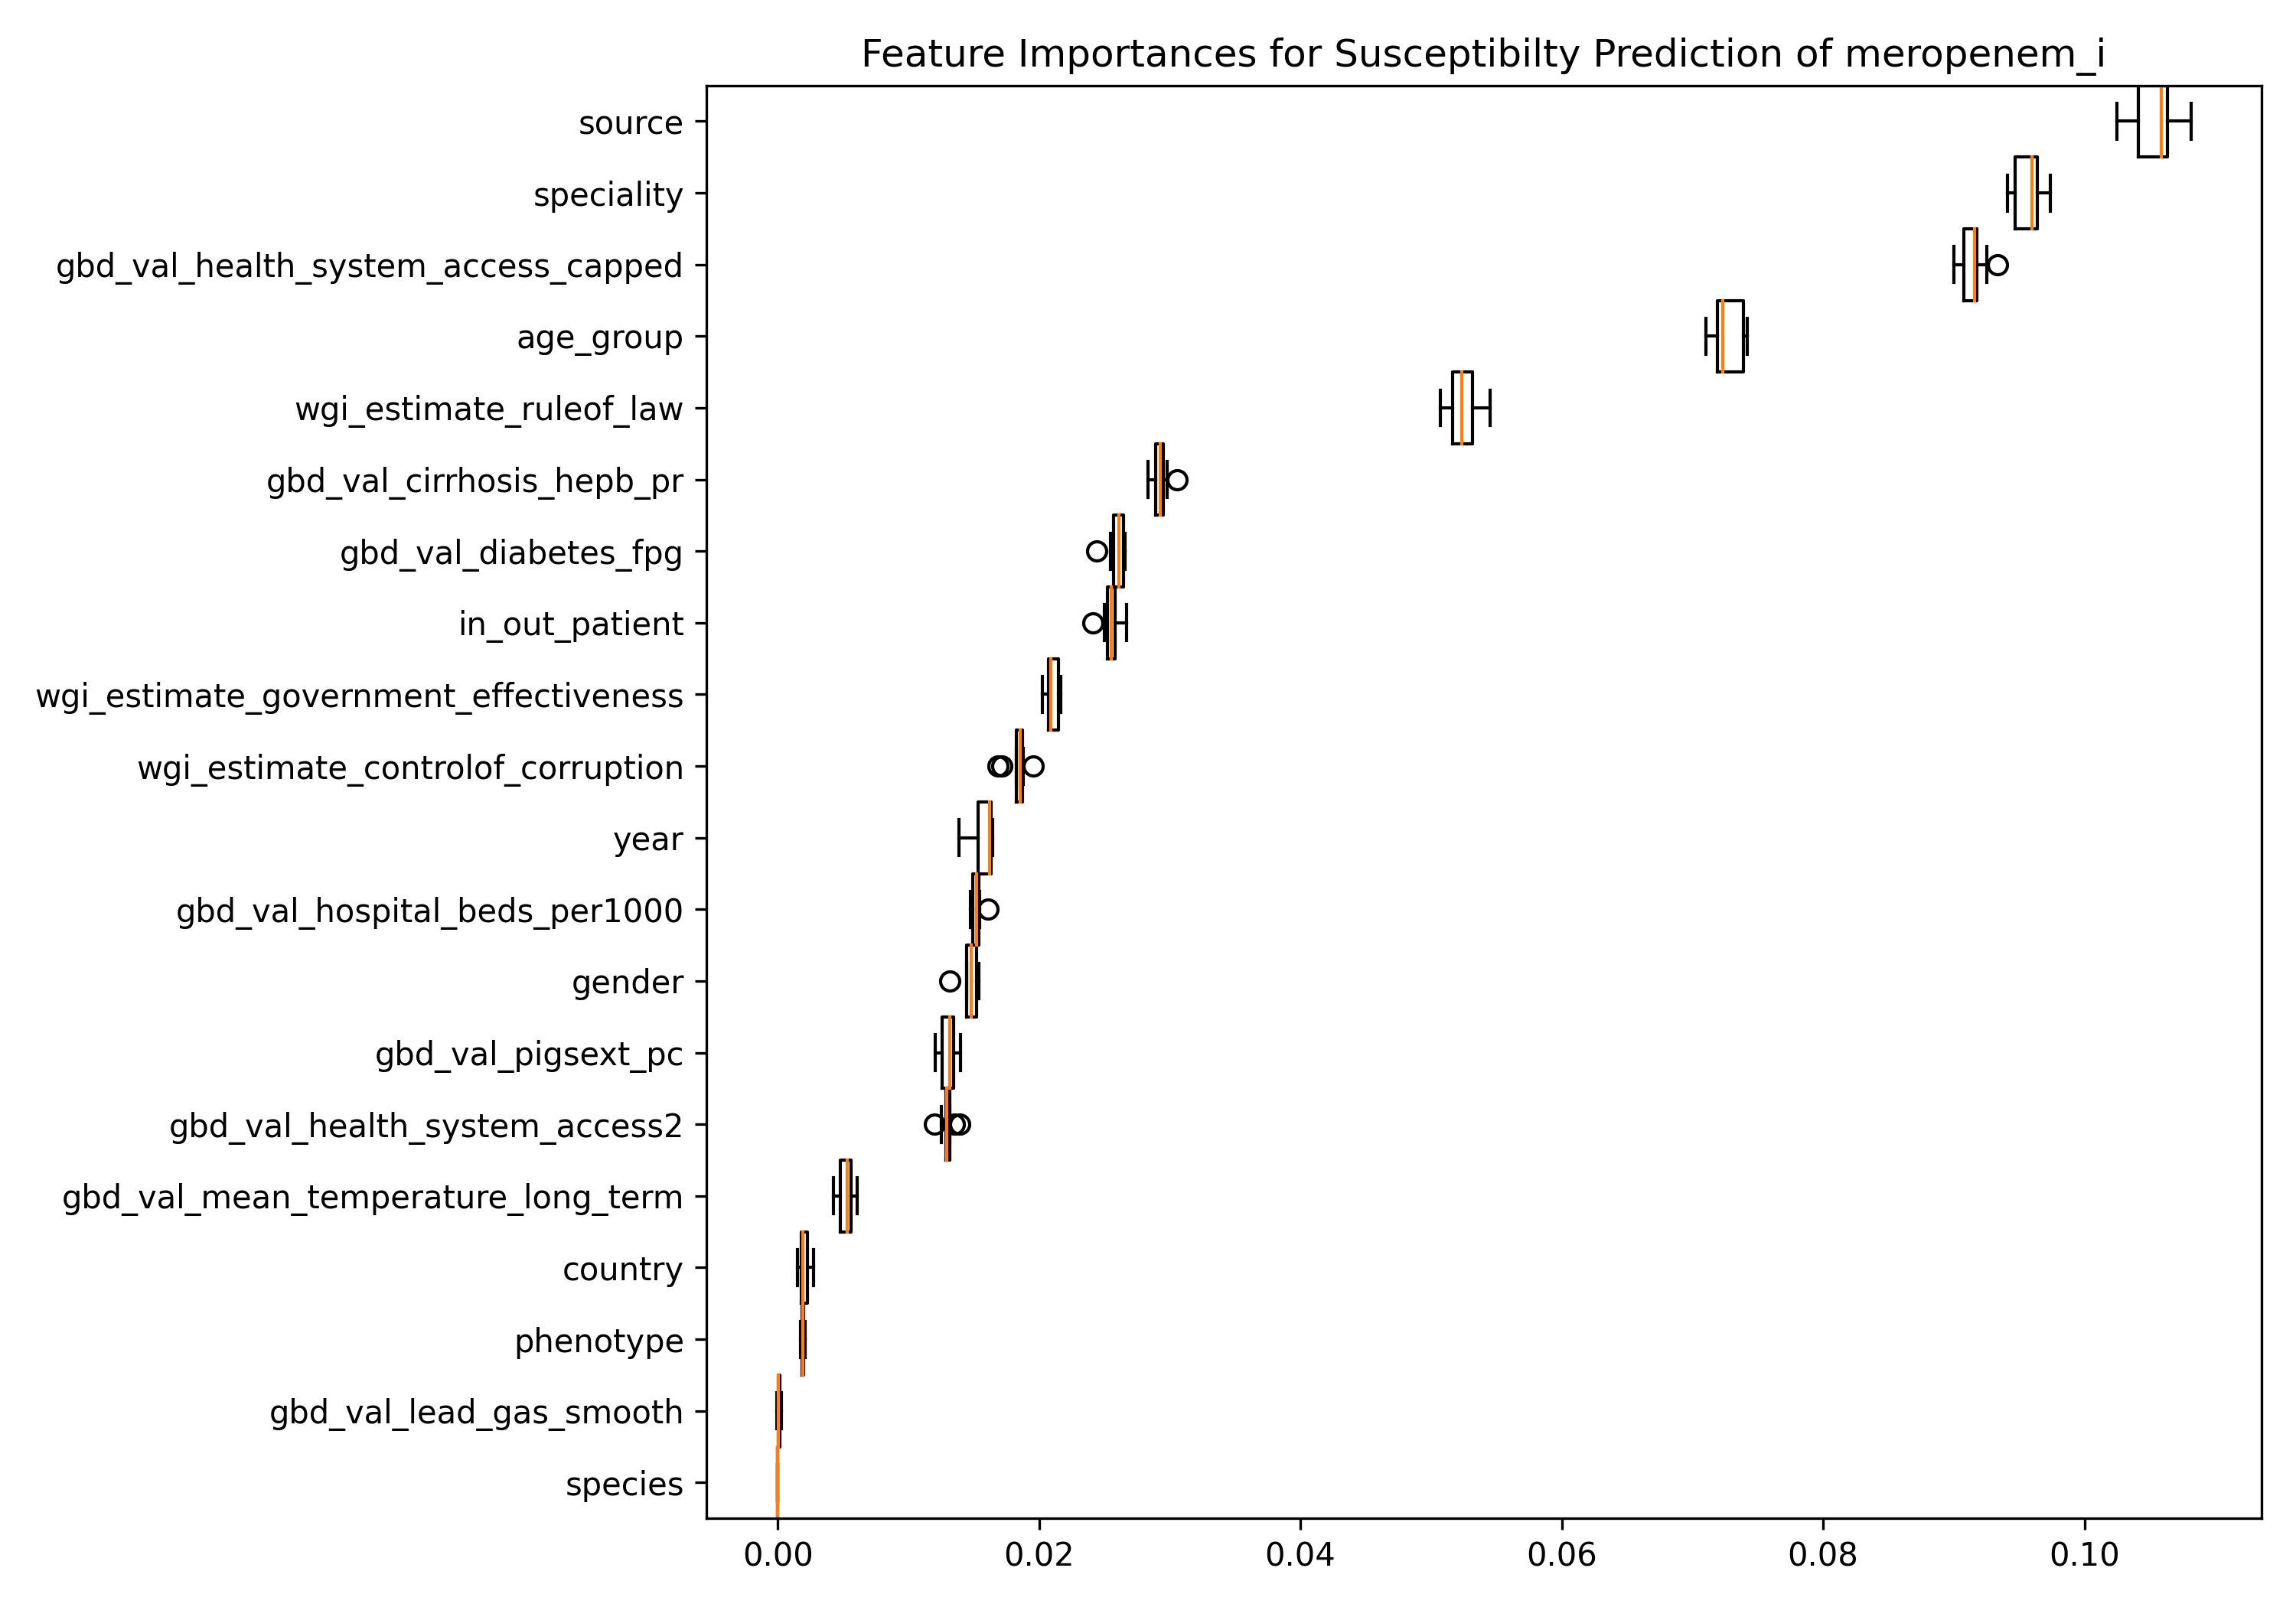 Feature Importances for Susceptibilty Prediction of meropenem_i
source
speciality
gbd_val_health_system_access_capped
age_group
wgi_estimate_ruleof_law
gbd_val_cirrhosis_hepb_pr
gbd_val_diabetes_fpg
in_out_patient
wgi_estimate_government_effectiveness
wgi_estimate_controlof_corruption
year
gbd_val_hospital_beds_per1000
gender
gbd_val_pigsext_pc
gbd_val_health_system_access2
gbd_val_mean_temperature_long_term
country
phenotype
gbd_val_lead_gas_smooth
species
0.00 0.02 0.04 0.06 0.08 0.10